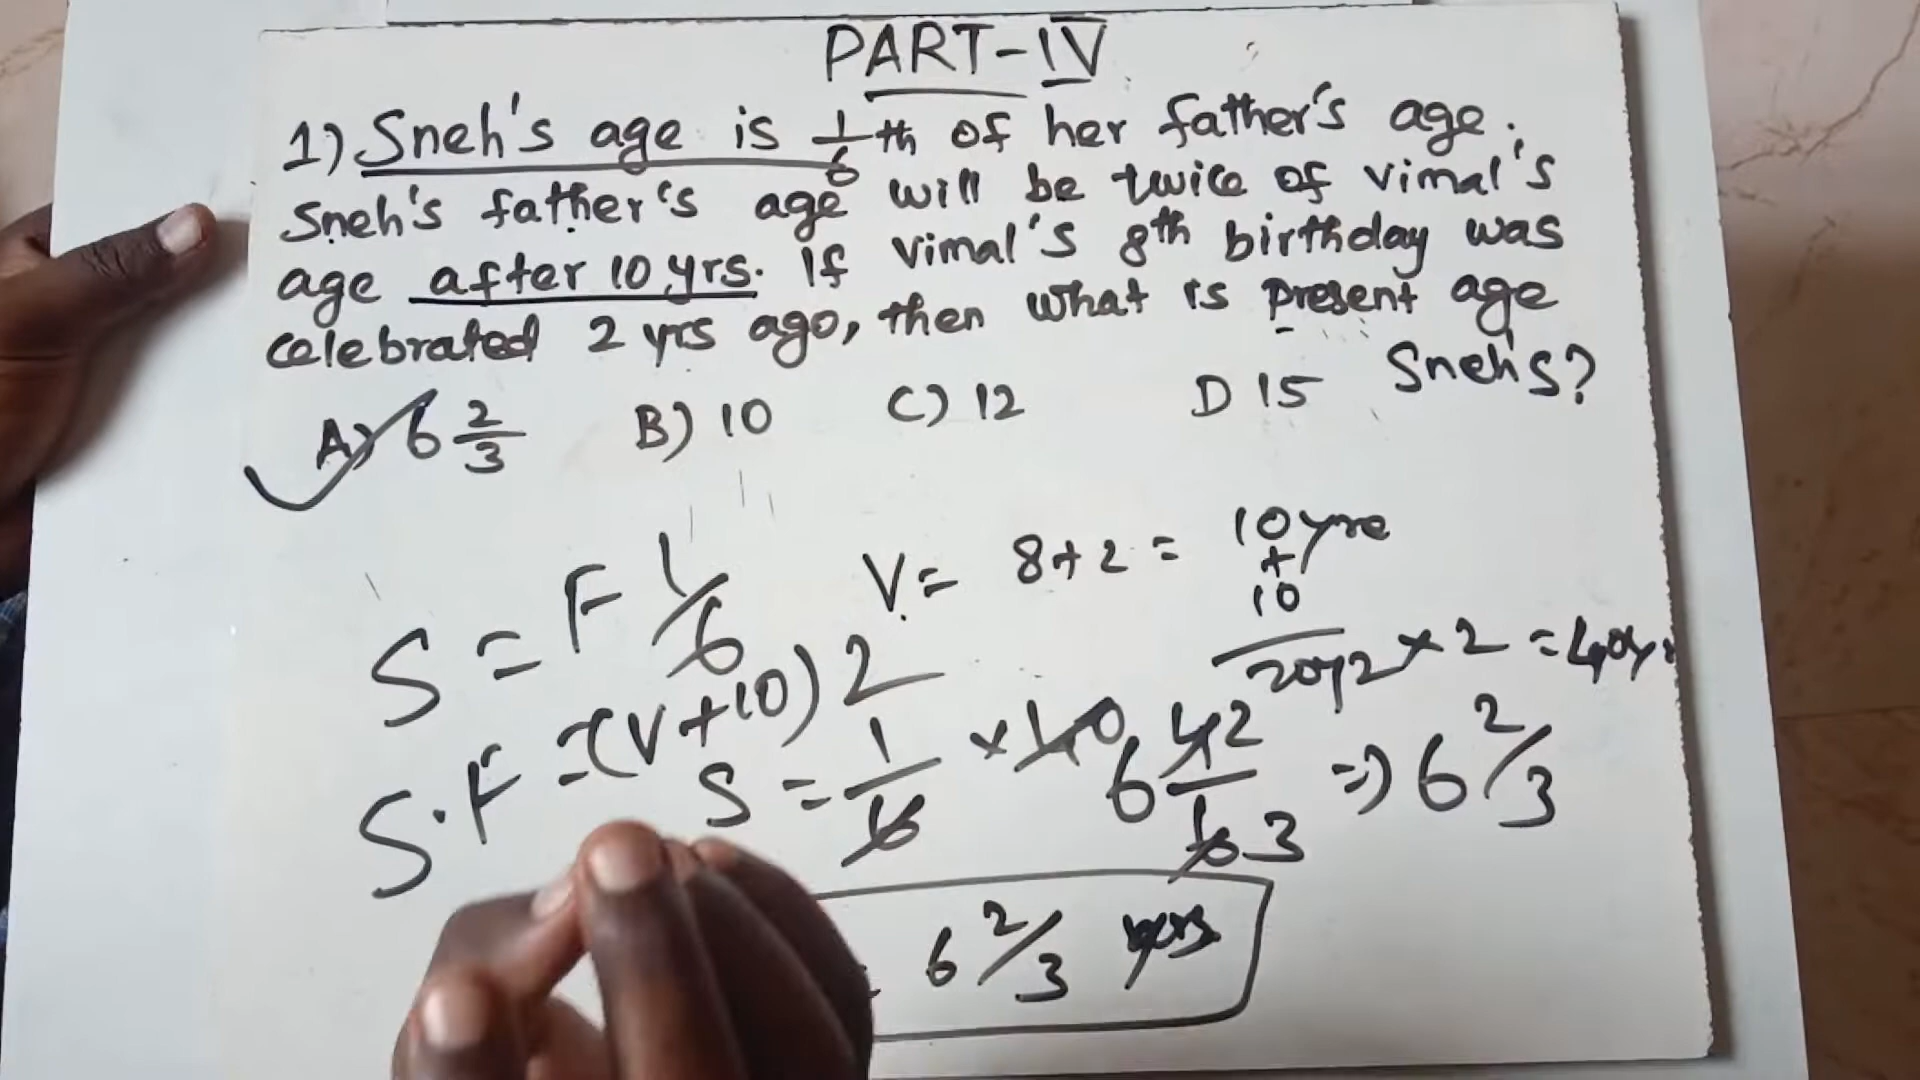 PART-IV
1) Sneh's age is 1/6 th of her father's age.
Sneh's father's age will be twice of Vimal's
age after 10 yrs. If Vimal's 8th birthday was
celebrated 2 yrs ago, then what is present age
Sneh's?
A) 6 2/3 B) 10 C) 12 D 15
S = F 1/6 V = 8+2 = 10 yrs
+
10
20 × 2 = 40
S.F = (V+10) 2
S = 1/6 × 40 6 4 2/6 3 => 6 2/3
6 2/3 yrs